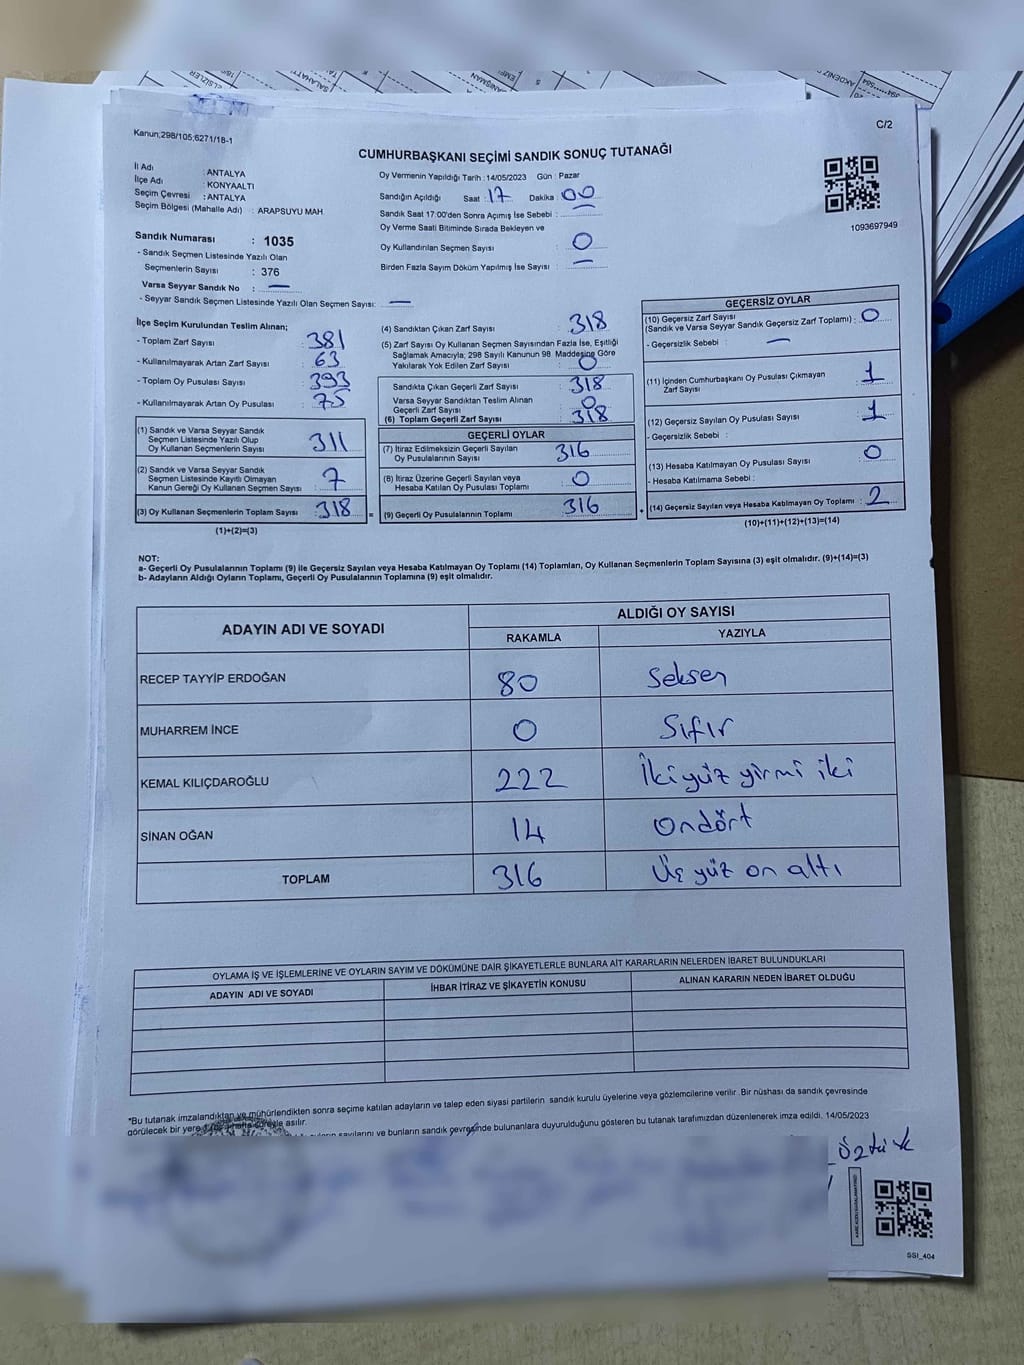 Kanun;298/105;6271/18-1
C/2
CUMHURBAŞKANI SEÇİMİ SANDIK SONUÇ TUTANAĞI
İl Adı : ANTALYA
İlçe Adı : KONYAALTI
Seçim Çevresi : ANTALYA
Seçim Bölgesi (Mahalle Adı) : ARAPSUYU MAH
Sandık Numarası : 1035
- Sandık Seçmen Listesinde Yazılı Olan
Seçmenlerin Sayısı : 376
Varsa Seyyar Sandık No : —
- Seyyar Sandık Seçmen Listesinde Yazılı Olan Seçmen Sayısı: —
Oy Vermenin Yapıldığı Tarih : 14/05/2023 Gün : Pazar
Sandığın Açıldığı Saat : 17 Dakika : 00
Sandık Saat 17:00'den Sonra Açımış İse Sebebi :
Oy Verme Saati Bitiminde Sırada Bekleyen ve
Oy Kullandırılan Seçmen Sayısı : 0
Birden Fazla Sayım Döküm Yapılmış İse Sayısı : —
1093697949
İlçe Seçim Kurulundan Teslim Alınan;
- Toplam Zarf Sayısı : 381
- Kullanılmayarak Artan Zarf Sayısı : 63
- Toplam Oy Pusulası Sayısı : 393
- Kullanılmayarak Artan Oy Pusulası : 75
(1) Sandık ve Varsa Seyyar Sandık
Seçmen Listesinde Yazılı Olup
Oy Kullanan Seçmenlerin Sayısı : 311
(2) Sandık ve Varsa Seyyar Sandık
Seçmen Listesinde Kayıtlı Olmayan
Kanun Gereği Oy Kullanan Seçmen Sayısı : 7
(3) Oy Kullanan Seçmenlerin Toplam Sayısı : 318
(1)+(2)=(3)
(4) Sandıktan Çıkan Zarf Sayısı : 318
(5) Zarf Sayısı Oy Kullanan Seçmen Sayısından Fazla İse, Eşitliği
Sağlamak Amacıyla; 298 Sayılı Kanunun 98. Maddesine Göre
Yakılarak Yok Edilen Zarf Sayısı : 0
Sandıkta Çıkan Geçerli Zarf Sayısı : 318
Varsa Seyyar Sandıktan Teslim Alınan
Geçerli Zarf Sayısı : 0
(6) Toplam Geçerli Zarf Sayısı : 318
GEÇERLİ OYLAR
(7) İtiraz Edilmeksizin Geçerli Sayılan
Oy Pusulalarının Sayısı : 316
(8) İtiraz Üzerine Geçerli Sayılan veya
Hesaba Katılan Oy Pusulası Toplamı : 0
= (9) Geçerli Oy Pusulalarının Toplamı : 316 +
GEÇERSİZ OYLAR
(10) Geçersiz Zarf Sayısı
(Sandık ve Varsa Seyyar Sandık Geçersiz Zarf Toplamı) : 0
- Geçersizlik Sebebi : —
(11) İçinden Cumhurbaşkanı Oy Pusulası Çıkmayan
Zarf Sayısı : 1
(12) Geçersiz Sayılan Oy Pusulası Sayısı : 1
- Geçersizlik Sebebi :
(13) Hesaba Katılmayan Oy Pusulası Sayısı : 0
- Hesaba Katılmama Sebebi :
(14) Geçersiz Sayılan veya Hesaba Katılmayan Oy Toplamı : 2
(10)+(11)+(12)+(13)=(14)
NOT:
a- Geçerli Oy Pusulalarının Toplamı (9) ile Geçersiz Sayılan veya Hesaba Katılmayan Oy Toplamı (14) Toplamları, Oy Kullanan Seçmenlerin Toplam Sayısına (3) eşit olmalıdır. (9)+(14)=(3)
b- Adayların Aldığı Oyların Toplamı, Geçerli Oy Pusulalarının Toplamına (9) eşit olmalıdır.
ADAYIN ADI VE SOYADI
ALDIĞI OY SAYISI
RAKAMLA YAZIYLA
RECEP TAYYİP ERDOĞAN 80 Seksen
MUHARREM İNCE 0 Sıfır
KEMAL KILIÇDAROĞLU 222 İkiyüz yirmi iki
SİNAN OĞAN 14 Ondört
TOPLAM 316 Üç yüz on altı
OYLAMA İŞ VE İŞLEMLERİNE VE OYLARIN SAYIM VE DÖKÜMÜNE DAİR ŞİKAYETLERLE BUNLARA AİT KARARLARIN NELERDEN İBARET BULUNDUKLARI
ADAYIN ADI VE SOYADI İHBAR İTİRAZ VE ŞİKAYETİN KONUSU ALINAN KARARIN NEDEN İBARET OLDUĞU
*Bu tutanak imzalandıktan ve mühürlendikten sonra seçime katılan adayların ve talep eden siyasi partilerin sandık kurulu üyelerine veya gözlemcilerine verilir. Bir nüshası da sandık çevresinde
görülecek bir yere asılır.
sayılarını ve bunların sandık çevresinde bulunanlara duyurulduğunu gösteren bu tutanak tarafımızdan düzenlenerek imza edildi. 14/05/2023
Öztürk
SSI_404